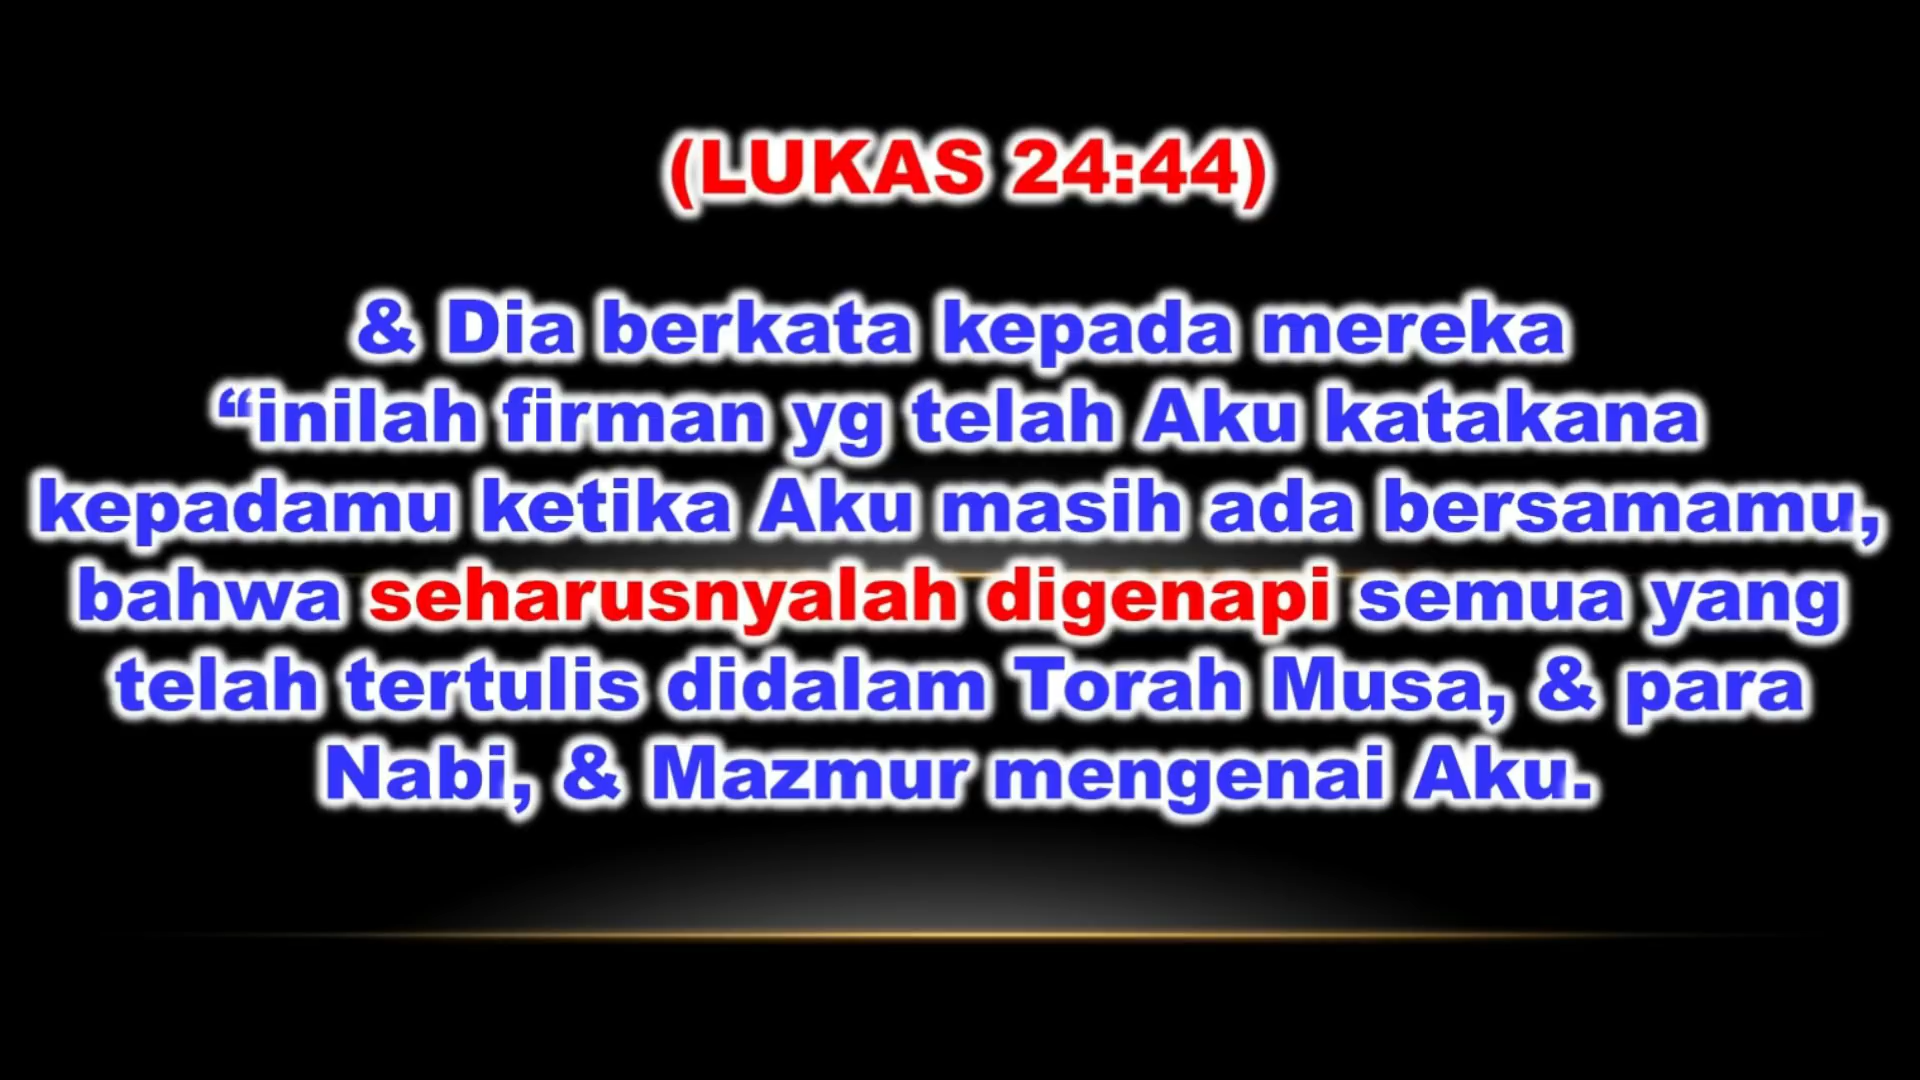 (LUKAS 24:44)
& Dia berkata kepada mereka
“inilah firman yg telah Aku katakana
kepadamu ketika Aku masih ada bersamamu,
bahwa seharusnyalah digenapi semua yang
telah tertulis didalam Torah Musa, & para
Nabi, & Mazmur mengenai Aku.